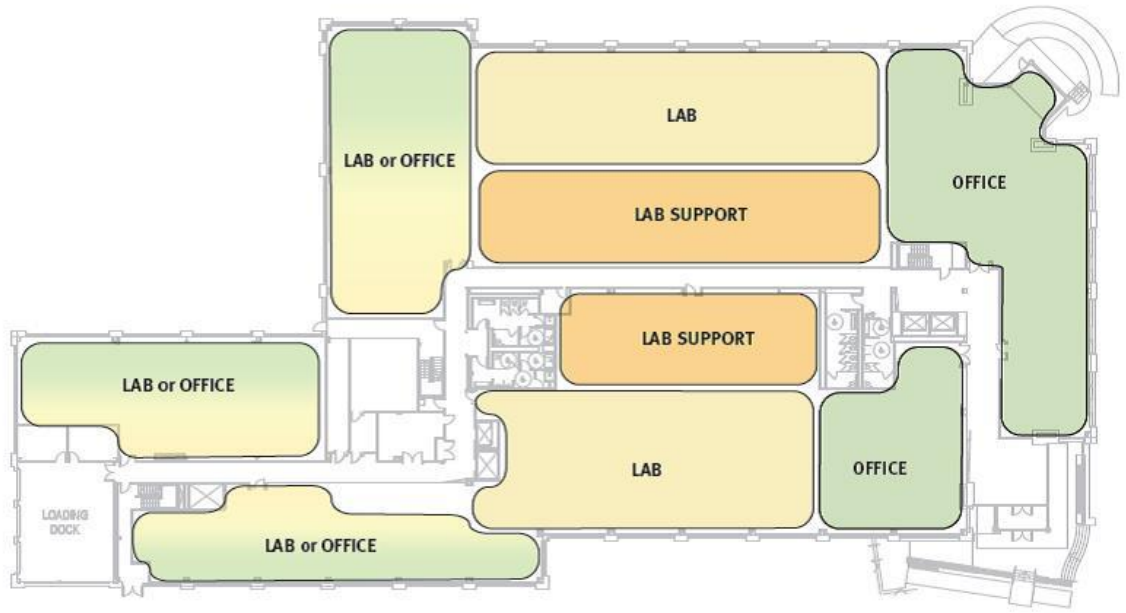 LAB
LAB or OFFICE
OFFICE
LAB SUPPORT
LAB SUPPORT
LAB or OFFICE
LAB
OFFICE
LOADING
DOCK
LAB or OFFICE